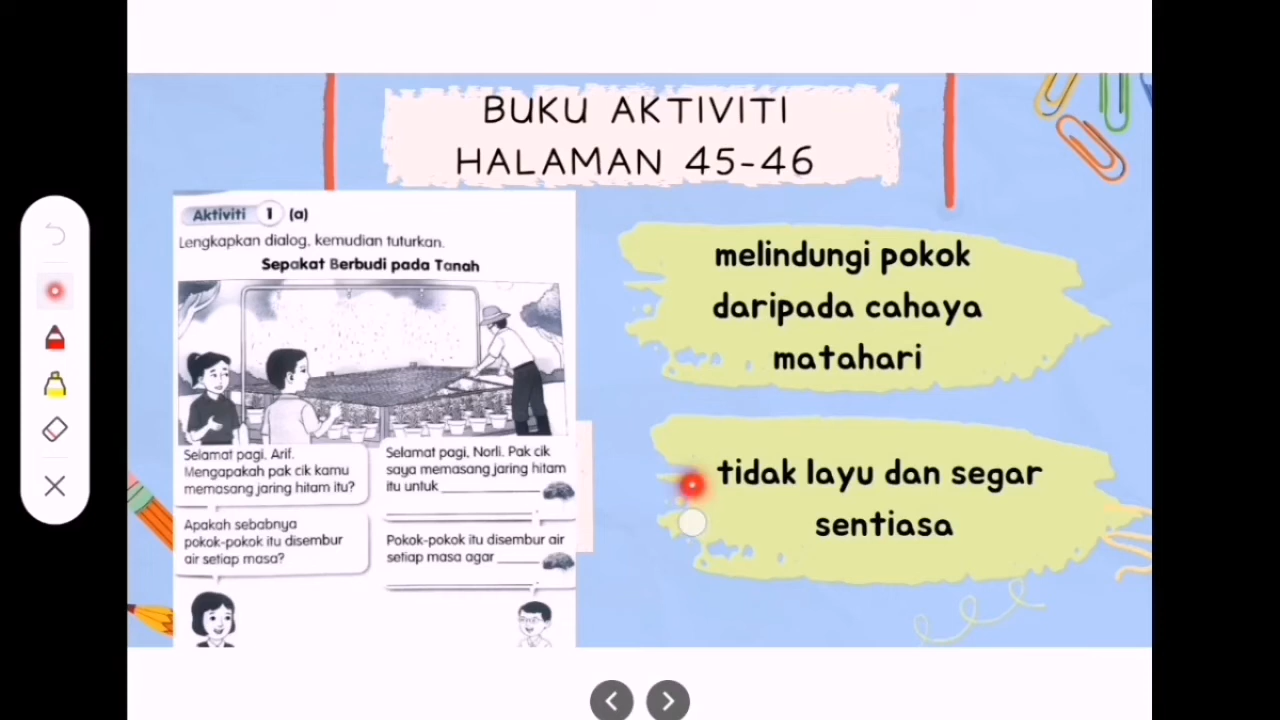 BUKU AKTIVITI
HALAMAN 45-46
Aktiviti 1 (a)
Lengkapkan dialog, kemudian tuturkan.
Sepakat Berbudi pada Tanah
Selamat pagi, Arif.
Mengapakah pak cik kamu
memasang jaring hitam itu?
Selamat pagi, Norli. Pak cik
saya memasang jaring hitam
itu untuk
Apakah sebabnya
pokok-pokok itu disembur
air setiap masa?
Pokok-pokok itu disembur air
setiap masa agar
melindungi pokok
daripada cahaya
matahari
tidak layu dan segar
sentiasa